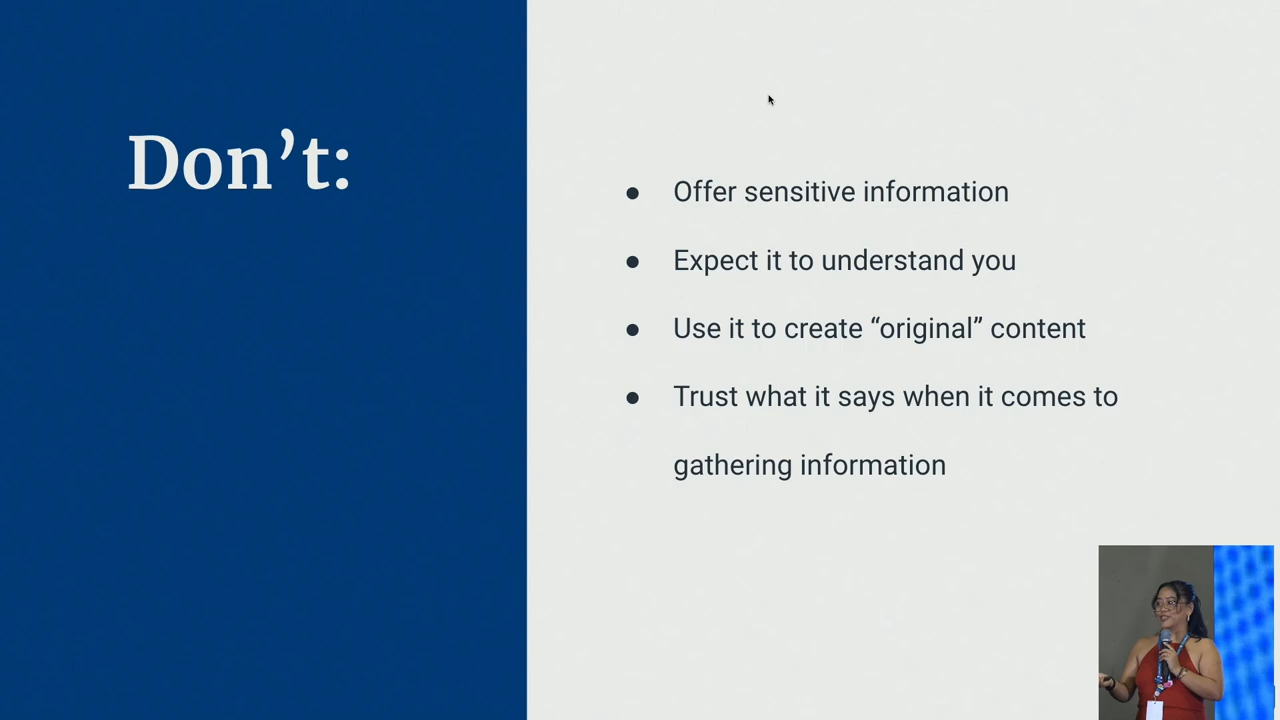 Don’t:
● Offer sensitive information
● Expect it to understand you
● Use it to create “original” content
● Trust what it says when it comes to
gathering information